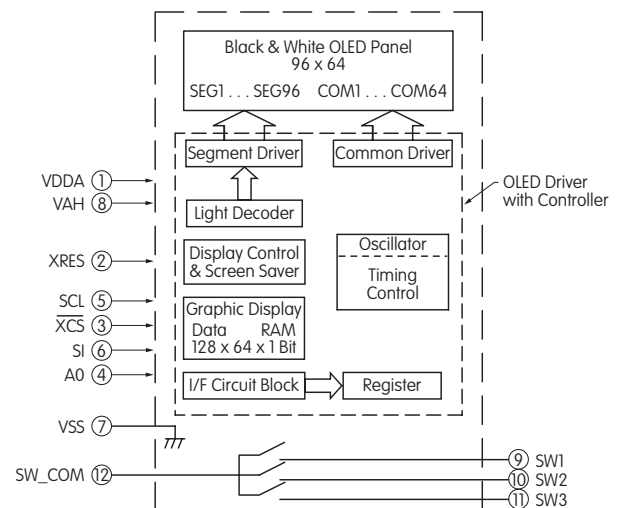 Black & White OLED Panel
96 x 64
SEG1 . . . SEG96 COM1 . . . COM64
Segment Driver
Common Driver
VDDA 1
VAH 8
OLED Driver
with Controller
Light Decoder
XRES 2
Display Control
& Screen Saver
Oscillator
Timing
Control
SCL 5
XCS 3
SI 6
A0 4
Graphic Display
Data RAM
128 x 64 x 1 Bit
I/F Circuit Block
Register
VSS 7
SW_COM 12
9 SW1
10 SW2
11 SW3